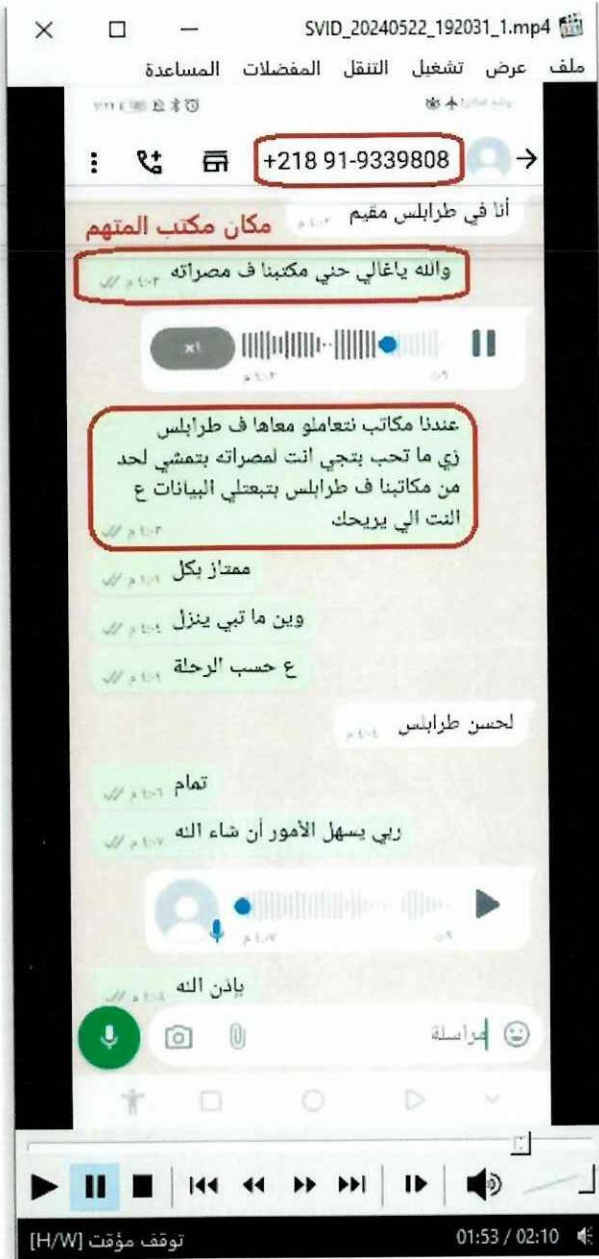 SVID_20240522_192031_1.mp4
ملف عرض تشغيل التنقل المفضلات المساعدة
+218 91-9339808
أنا في طرابلس مقيم
مكان مكتب المتهم
والله ياغالي حني مكتبنا ف مصراته
×١
عندنا مكاتب نتعاملو معاها ف طرابلس
زي ما تحب بتجي انت لمصراته بتمشي لحد
من مكاتبنا ف طرابلس بتبعتلي البيانات ع
النت الي يريحك
ممتاز بكل
وين ما تبي ينزل
ع حسب الرحلة
لحسن طرابلس
تمام
ربي يسهل الأمور أن شاء الله
بإذن الله
مراسلة
توقف مؤقت [H/W]
01:53 / 02:10